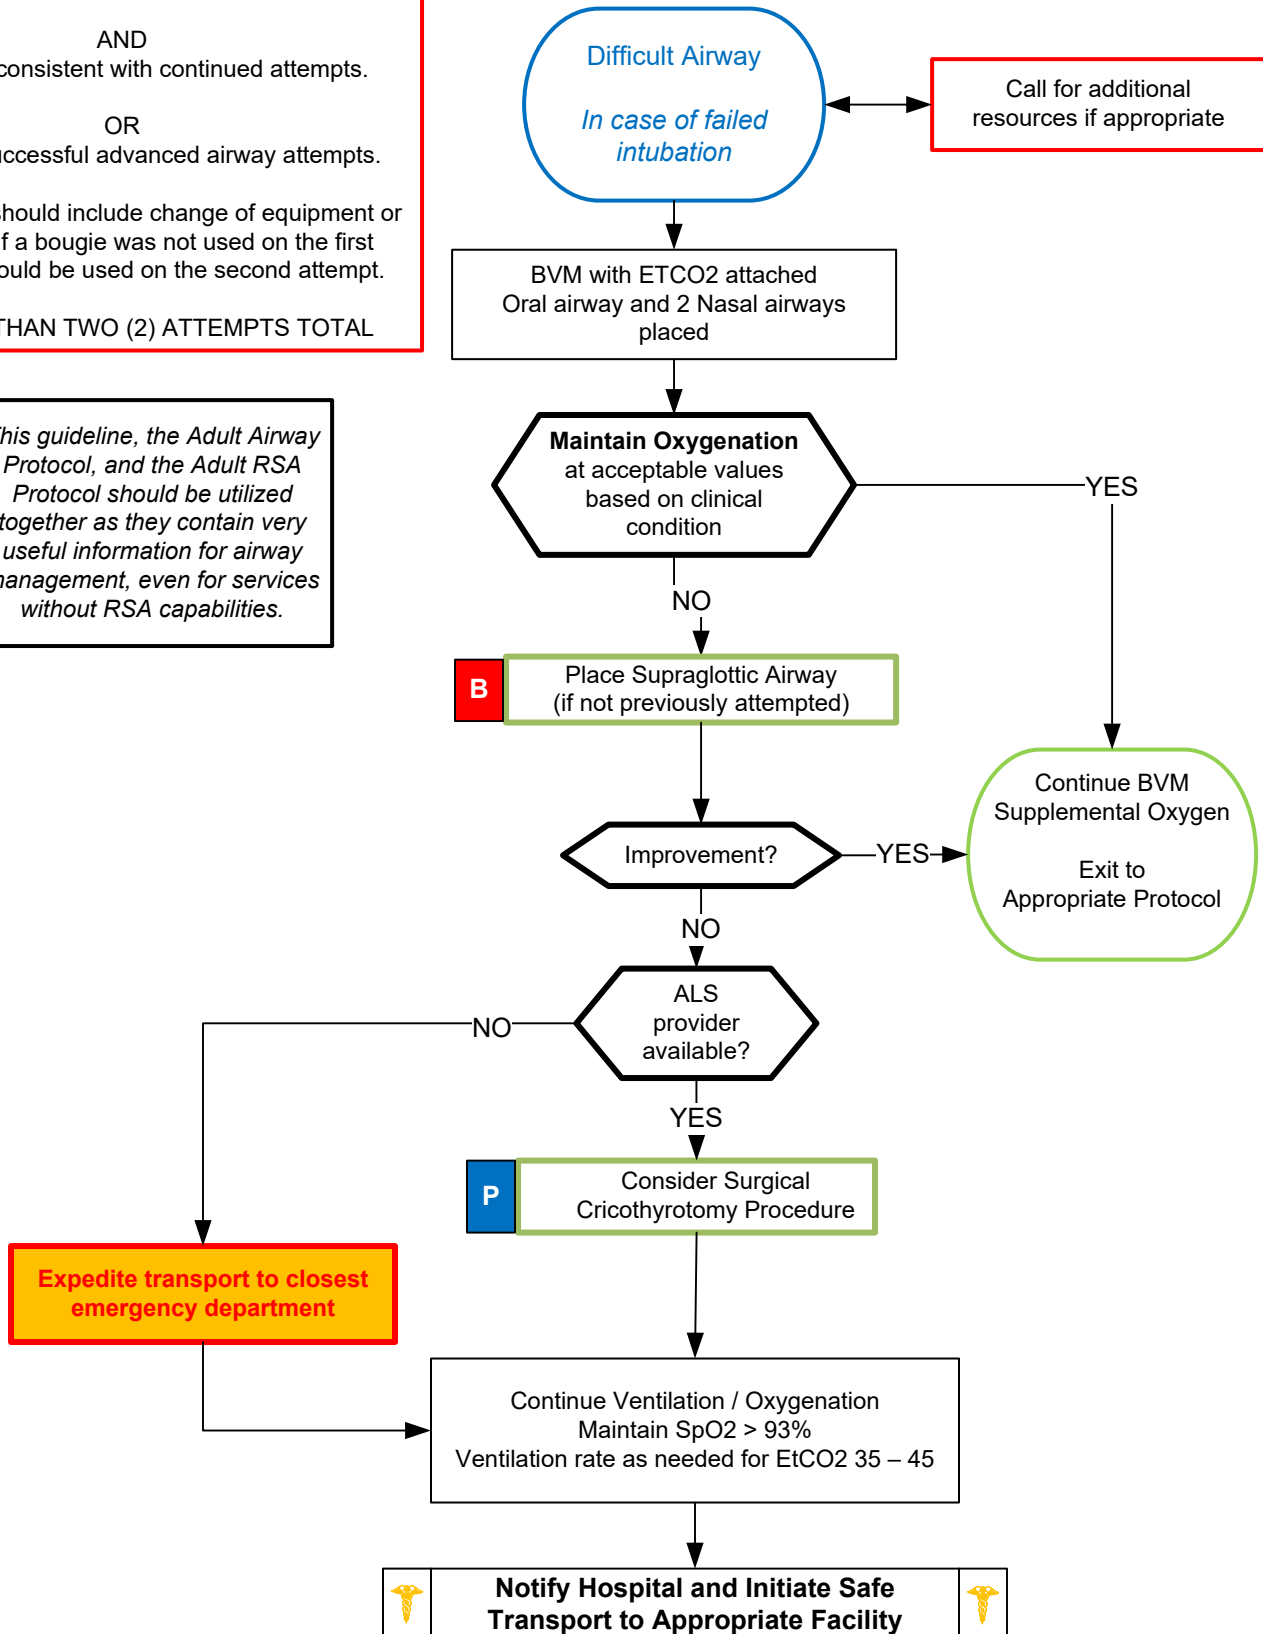 AND
consistent with continued attempts.
OR
advanced airway attempts.
should include change of equipment or
if a bougie was not used on the first
be used on the second attempt.
THAN TWO (2) ATTEMPTS TOTAL
This guideline, the Adult Airway
Protocol, and the Adult RSA
Protocol should be utilized
together as they contain very
useful information for airway
management, even for services
without RSA capabilities.
Difficult Airway
In case of failed
intubation
Call for additional
resources if appropriate
BVM with ETCO2 attached
Oral airway and 2 Nasal airways
placed
Maintain Oxygenation
at acceptable values
based on clinical
condition
YES
NO
B
Place Supraglottic Airway
(if not previously attempted)
Continue BVM
Supplemental Oxygen
Exit to
Appropriate Protocol
Improvement?
YES
NO
ALS
provider
available?
NO
YES
P
Consider Surgical
Cricothyrotomy Procedure
Expedite transport to closest
emergency department
Continue Ventilation / Oxygenation
Maintain SpO2 > 93%
Ventilation rate as needed for EtCO2 35 – 45
Notify Hospital and Initiate Safe
Transport to Appropriate Facility